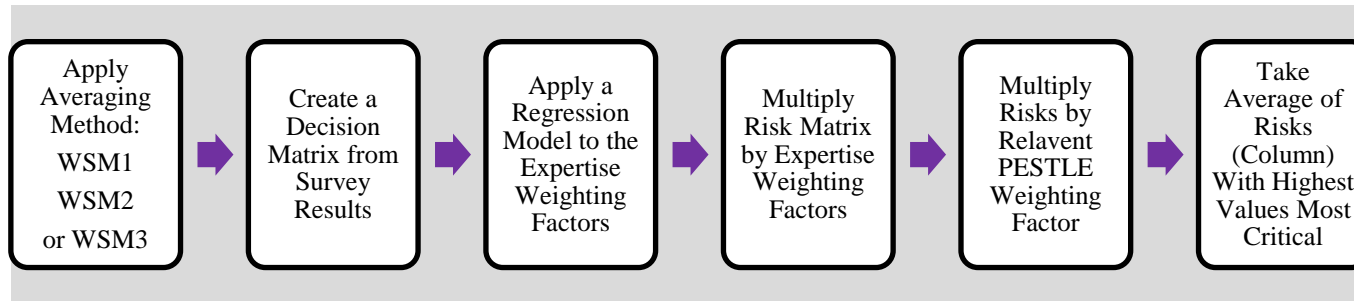 Apply
Averaging
Method:
WSM1
WSM2
or WSM3
Create a
Decision
Matrix from
Survey
Results
Apply a
Regression
Model to the
Expertise
Weighting
Factors
Multiply
Risk Matrix
by Expertise
Weighting
Factors
Multiply
Risks by
Relavent
PESTLE
Weighting
Factor
Take
Average of
Risks
(Column)
With Highest
Values Most
Critical